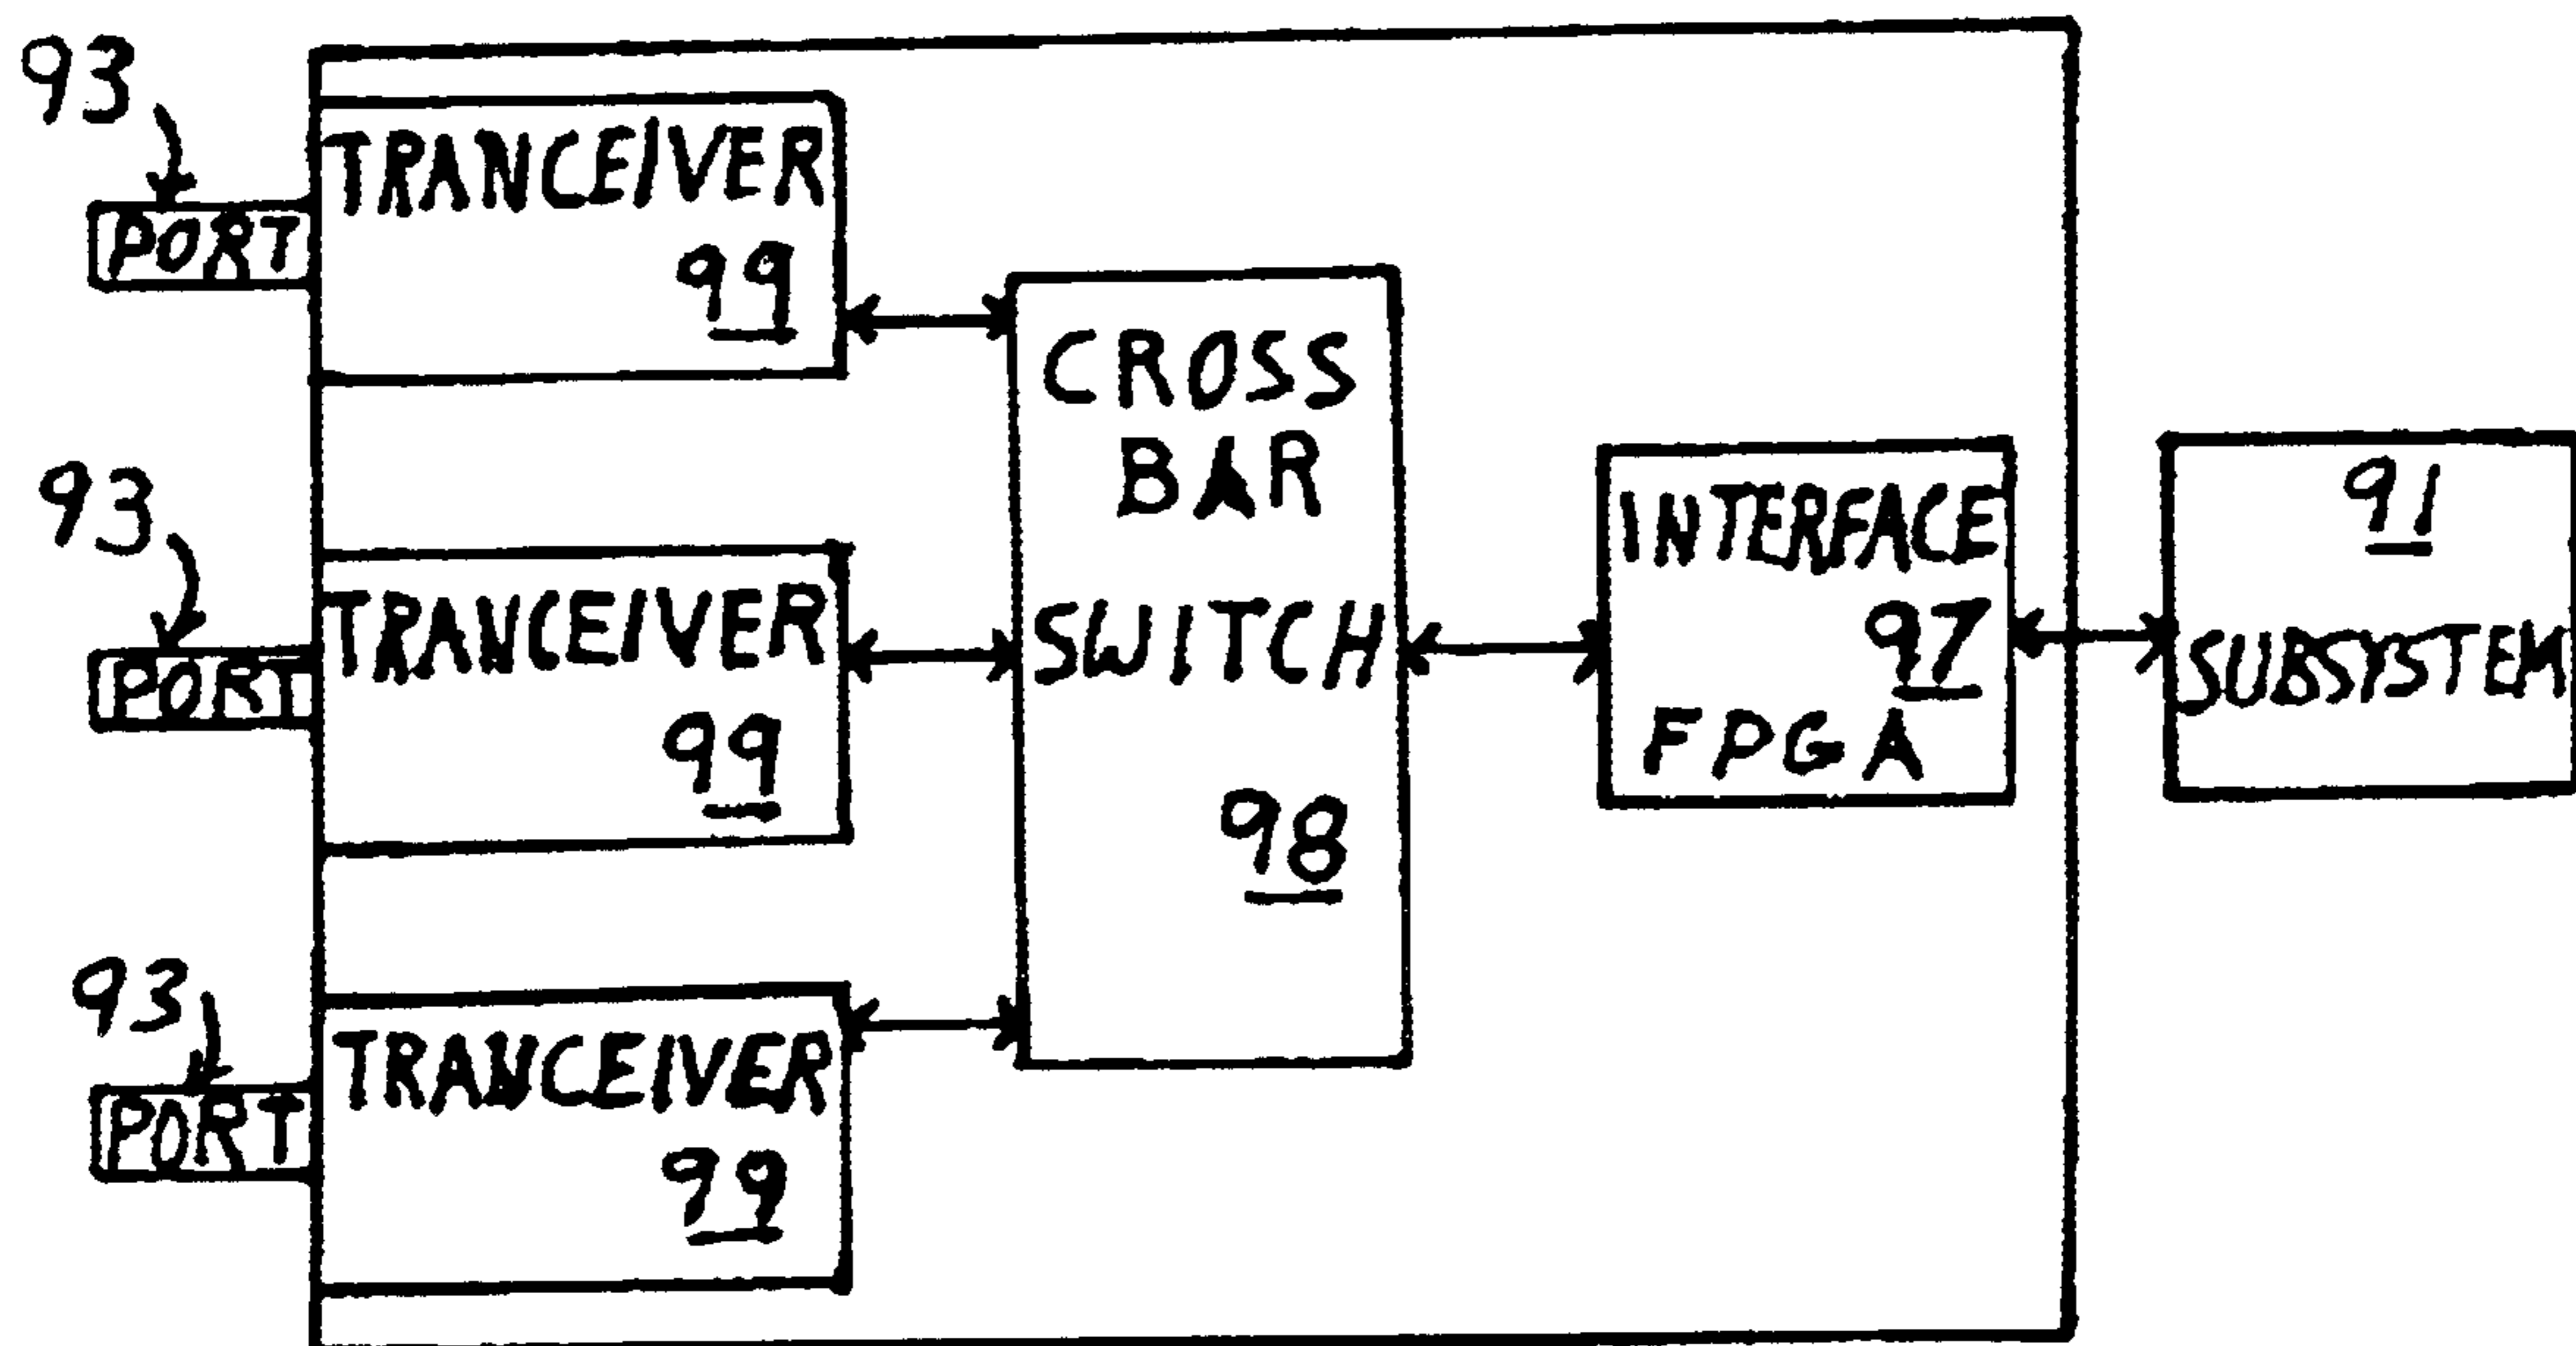 93
PORT
TRANCEIVER
99
93
PORT
TRANCEIVER
99
93
PORT
TRANCEIVER
99
CROSS
BAR
SWITCH
98
INTERFACE
97
FPGA
91
SUBSYSTEM